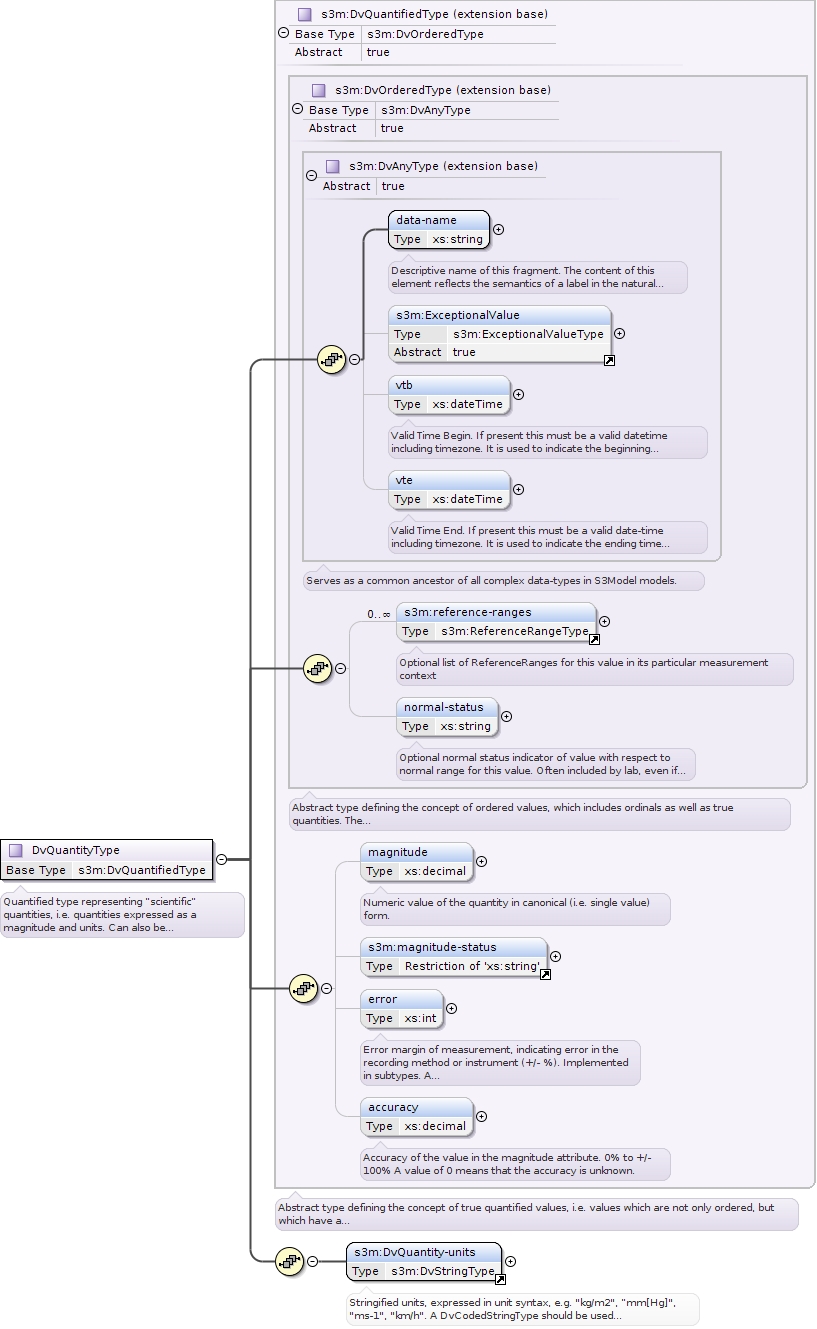 s3m:DvQuantifiedType (extension base)
Base Type s3m:DvOrderedType
Abstract true
s3m:DvOrderedType (extension base)
Base Type s3m:DvAnyType
Abstract true
s3m:DvAnyType (extension base)
Abstract true
data-name
Type xs:string
Descriptive name of this fragment. The content of this
element reflects the semantics of a label in the natural...
s3m:ExceptionalValue
Type s3m:ExceptionalValueType
Abstract true
vtb
Type xs:dateTime
Valid Time Begin. If present this must be a valid datetime
including timezone. It is used to indicate the beginning...
vte
Type xs:dateTime
Valid Time End. If present this must be a valid date-time
including timezone. It is used to indicate the ending time...
Serves as a common ancestor of all complex data-types in S3Model models.
0..∞
s3m:reference-ranges
Type s3m:ReferenceRangeType
Optional list of ReferenceRanges for this value in its particular measurement
context
normal-status
Type xs:string
Optional normal status indicator of value with respect to
normal range for this value. Often included by lab, even if...
Abstract type defining the concept of ordered values, which includes ordinals as well as true
quantities. The...
DvQuantityType
Base Type s3m:DvQuantifiedType
Quantified type representing "scientific"
quantities, i.e. quantities expressed as a
magnitude and units. Can also be...
magnitude
Type xs:decimal
Numeric value of the quantity in canonical (i.e. single value)
form.
s3m:magnitude-status
Type Restriction of 'xs:string'
error
Type xs:int
Error margin of measurement, indicating error in the
recording method or instrument (+/- %). Implemented
in subtypes. A...
accuracy
Type xs:decimal
Accuracy of the value in the magnitude attribute. 0% to +/-
100% A value of 0 means that the accuracy is unknown.
Abstract type defining the concept of true quantified values, i.e. values which are not only ordered, but
which have a...
s3m:DvQuantity-units
Type s3m:DvStringType
Stringified units, expressed in unit syntax, e.g. "kg/m2", "mm[Hg]",
"ms-1", "km/h". A DvCodedStringType should be used...